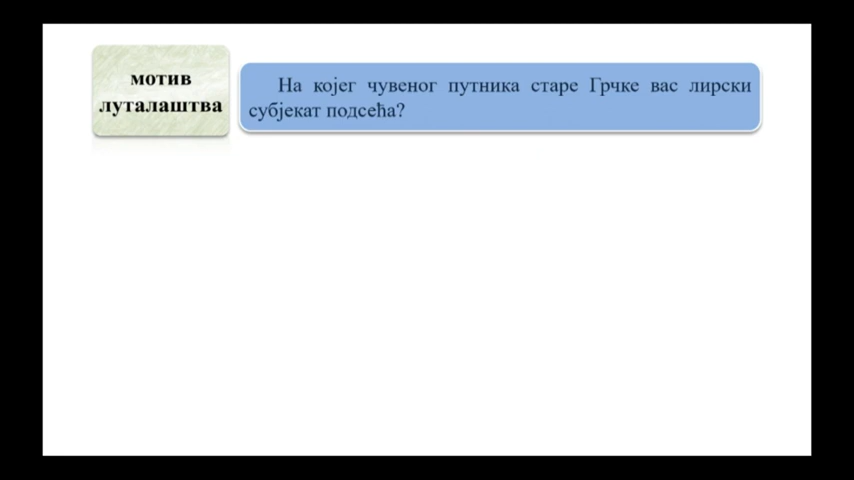 мотив
луталаштва
На којег чувеног путника старе Грчке вас лирски
субјекат подсећа?